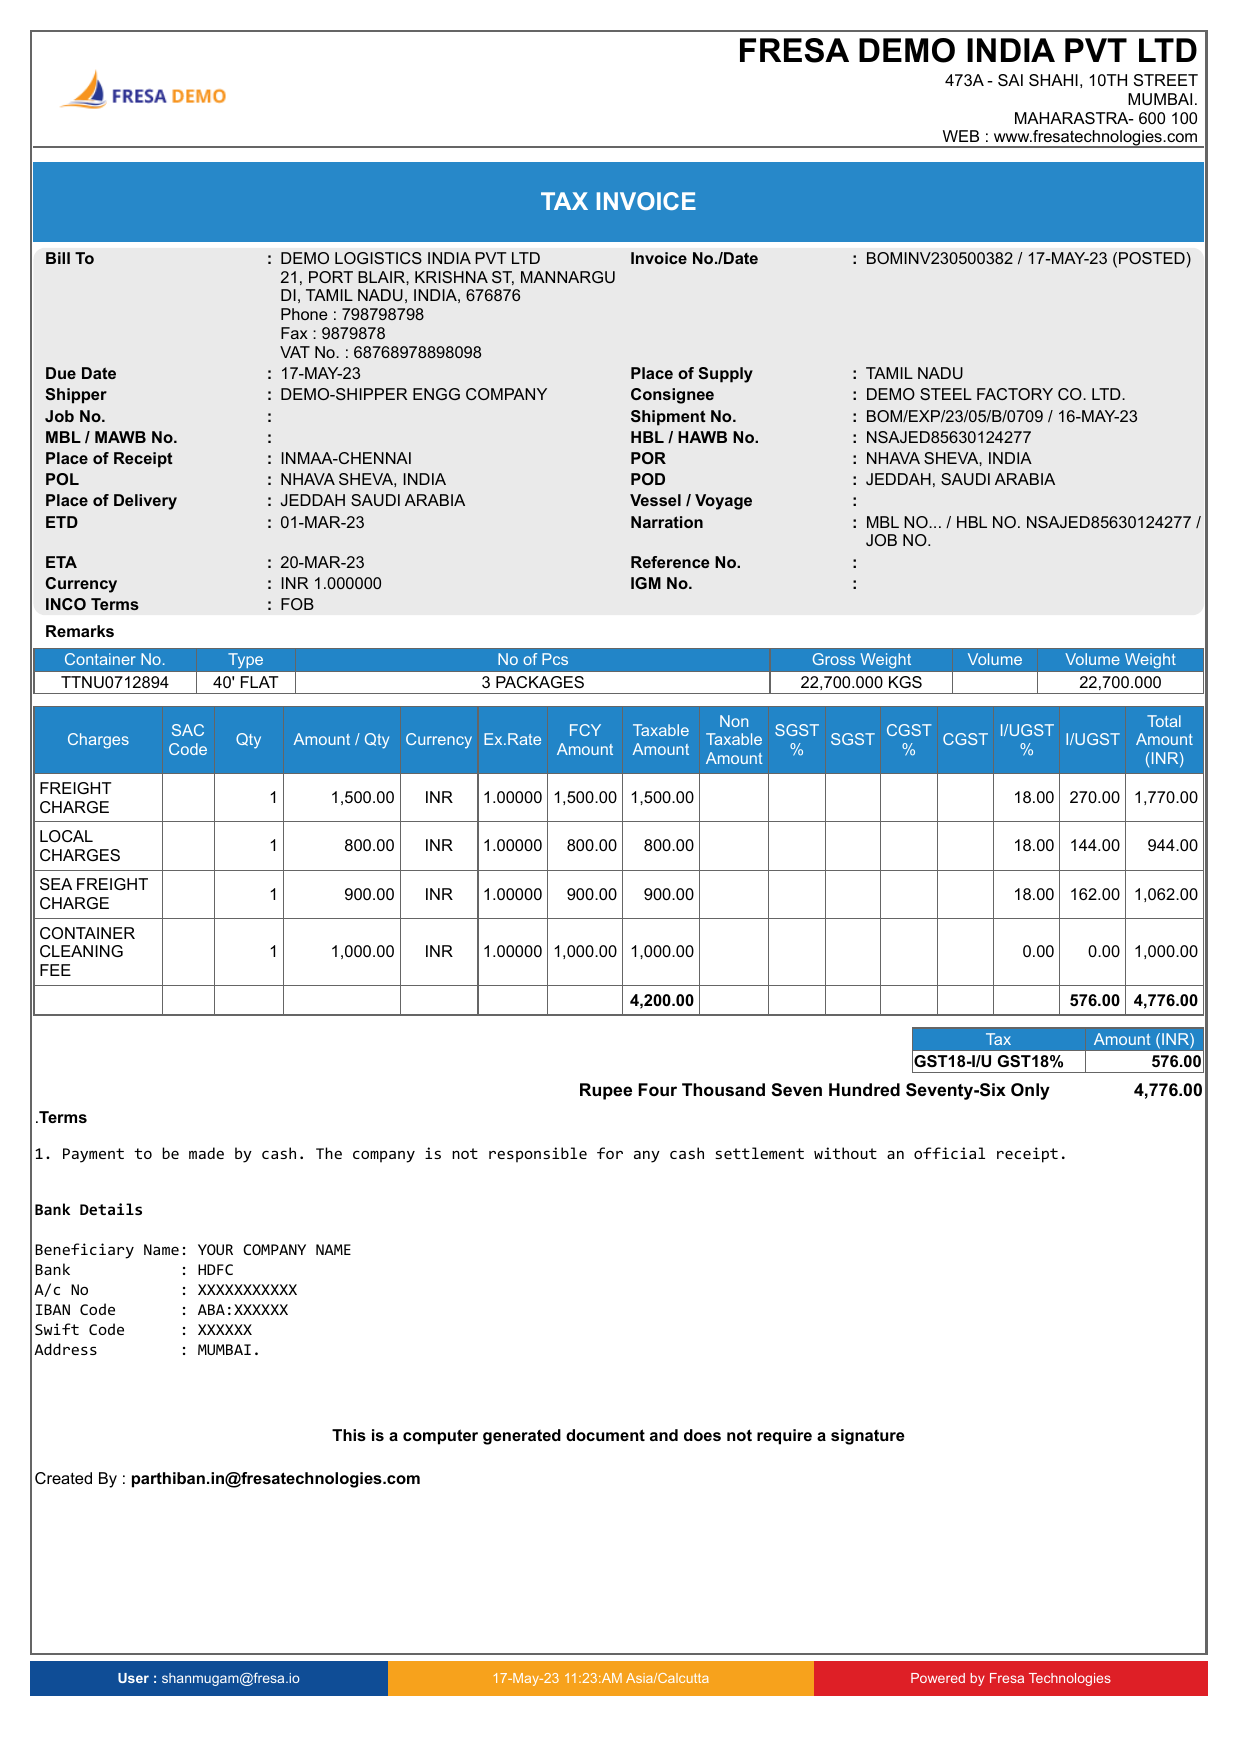 FRESA DEMO
FRESA DEMO INDIA PVT LTD
473A - SAI SHAHI, 10TH STREET
MUMBAI.
MAHARASTRA- 600 100
WEB : www.fresatechnologies.com
TAX INVOICE
Bill To : DEMO LOGISTICS INDIA PVT LTD Invoice No./Date : BOMINV230500382 / 17-MAY-23 (POSTED)
21, PORT BLAIR, KRISHNA ST, MANNARGU
DI, TAMIL NADU, INDIA, 676876
Phone : 798798798
Fax : 9879878
VAT No. : 68768978898098
Due Date : 17-MAY-23 Place of Supply : TAMIL NADU
Shipper : DEMO-SHIPPER ENGG COMPANY Consignee : DEMO STEEL FACTORY CO. LTD.
Job No. : Shipment No. : BOM/EXP/23/05/B/0709 / 16-MAY-23
MBL / MAWB No. : HBL / HAWB No. : NSAJED85630124277
Place of Receipt : INMAA-CHENNAI POR : NHAVA SHEVA, INDIA
POL : NHAVA SHEVA, INDIA POD : JEDDAH, SAUDI ARABIA
Place of Delivery : JEDDAH SAUDI ARABIA Vessel / Voyage :
ETD : 01-MAR-23 Narration : MBL NO... / HBL NO. NSAJED85630124277 /
JOB NO.
ETA : 20-MAR-23 Reference No. :
Currency : INR 1.000000 IGM No. :
INCO Terms : FOB
Remarks
Container No. Type No of Pcs Gross Weight Volume Volume Weight
TTNU0712894 40' FLAT 3 PACKAGES 22,700.000 KGS 22,700.000
Charges SAC Code Qty Amount / Qty Currency Ex.Rate FCY Amount Taxable Amount Non Taxable Amount SGST % SGST CGST % CGST I/UGST % I/UGST Total Amount (INR)
FREIGHT CHARGE 1 1,500.00 INR 1.00000 1,500.00 1,500.00 18.00 270.00 1,770.00
LOCAL CHARGES 1 800.00 INR 1.00000 800.00 800.00 18.00 144.00 944.00
SEA FREIGHT CHARGE 1 900.00 INR 1.00000 900.00 900.00 18.00 162.00 1,062.00
CONTAINER CLEANING FEE 1 1,000.00 INR 1.00000 1,000.00 1,000.00 0.00 0.00 1,000.00
4,200.00 576.00 4,776.00
Tax Amount (INR)
GST18-I/U GST18% 576.00
Rupee Four Thousand Seven Hundred Seventy-Six Only 4,776.00
.Terms
1. Payment to be made by cash. The company is not responsible for any cash settlement without an official receipt.
Bank Details
Beneficiary Name: YOUR COMPANY NAME
Bank : HDFC
A/c No : XXXXXXXXXXX
IBAN Code : ABA:XXXXXX
Swift Code : XXXXXX
Address : MUMBAI.
This is a computer generated document and does not require a signature
Created By : parthiban.in@fresatechnologies.com
User : shanmugam@fresa.io 17-May-23 11:23:AM Asia/Calcutta Powered by Fresa Technologies